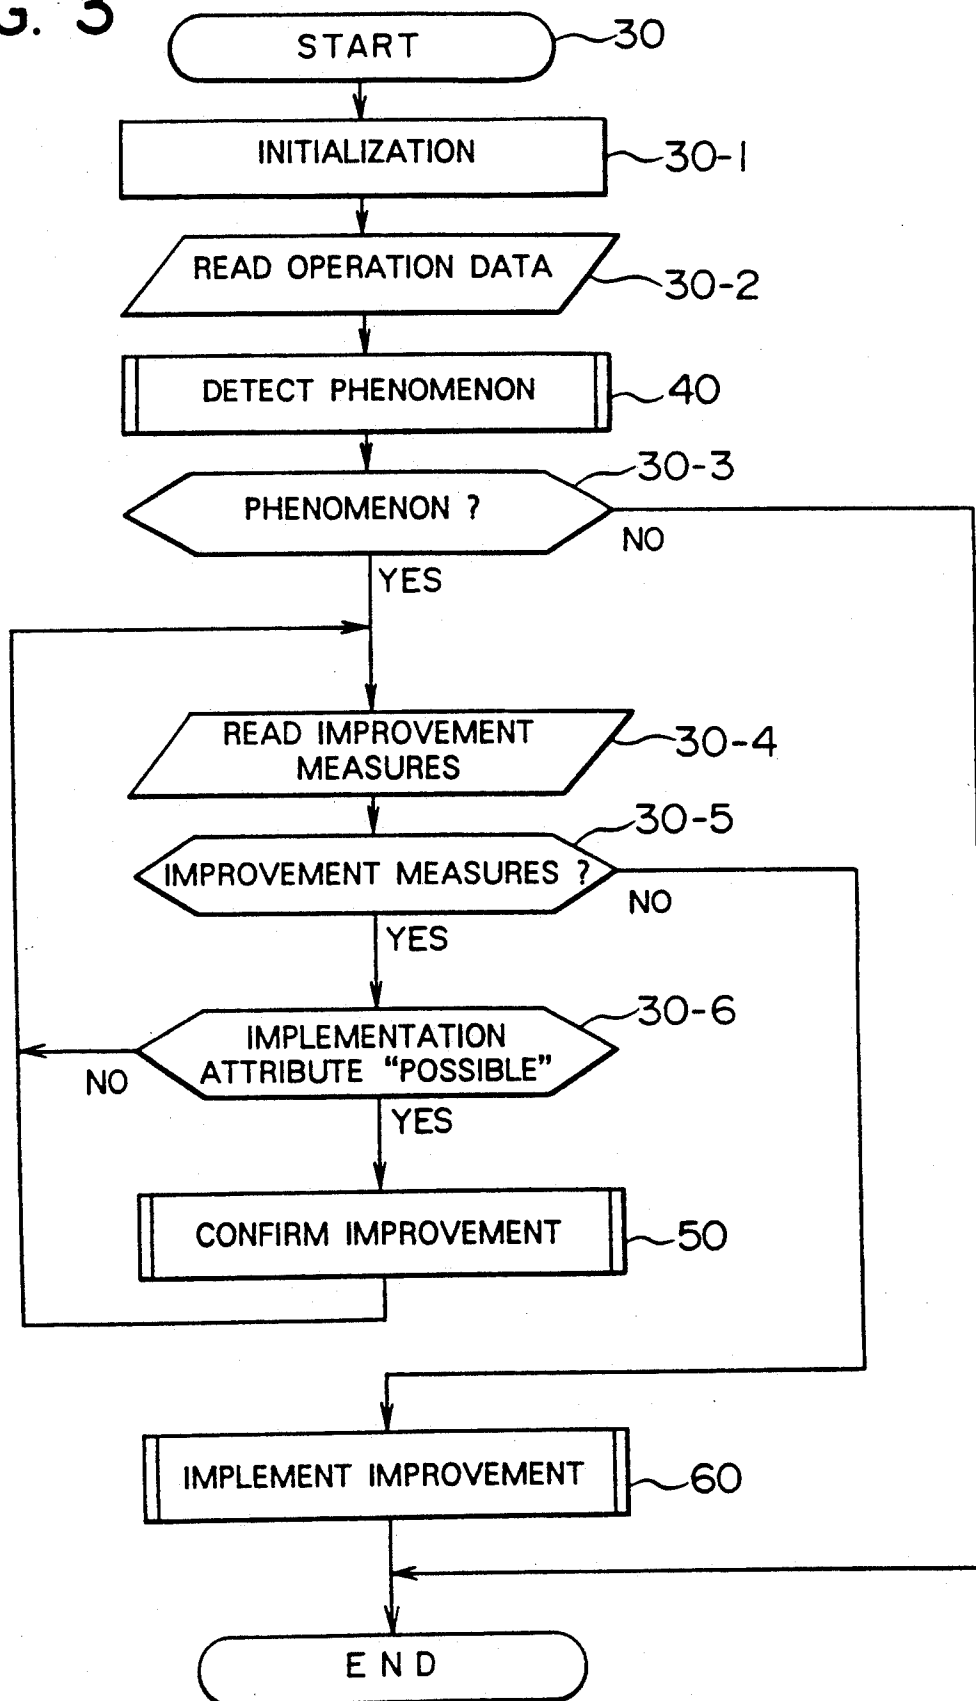 G. 3
START
30
INITIALIZATION
30-1
READ OPERATION DATA
30-2
DETECT PHENOMENON
40
30-3
PHENOMENON ?
NO
YES
READ IMPROVEMENT
MEASURES
30-4
30-5
IMPROVEMENT MEASURES ?
NO
YES
30-6
IMPLEMENTATION
ATTRIBUTE "POSSIBLE"
NO
YES
CONFIRM IMPROVEMENT
50
IMPLEMENT IMPROVEMENT
60
END